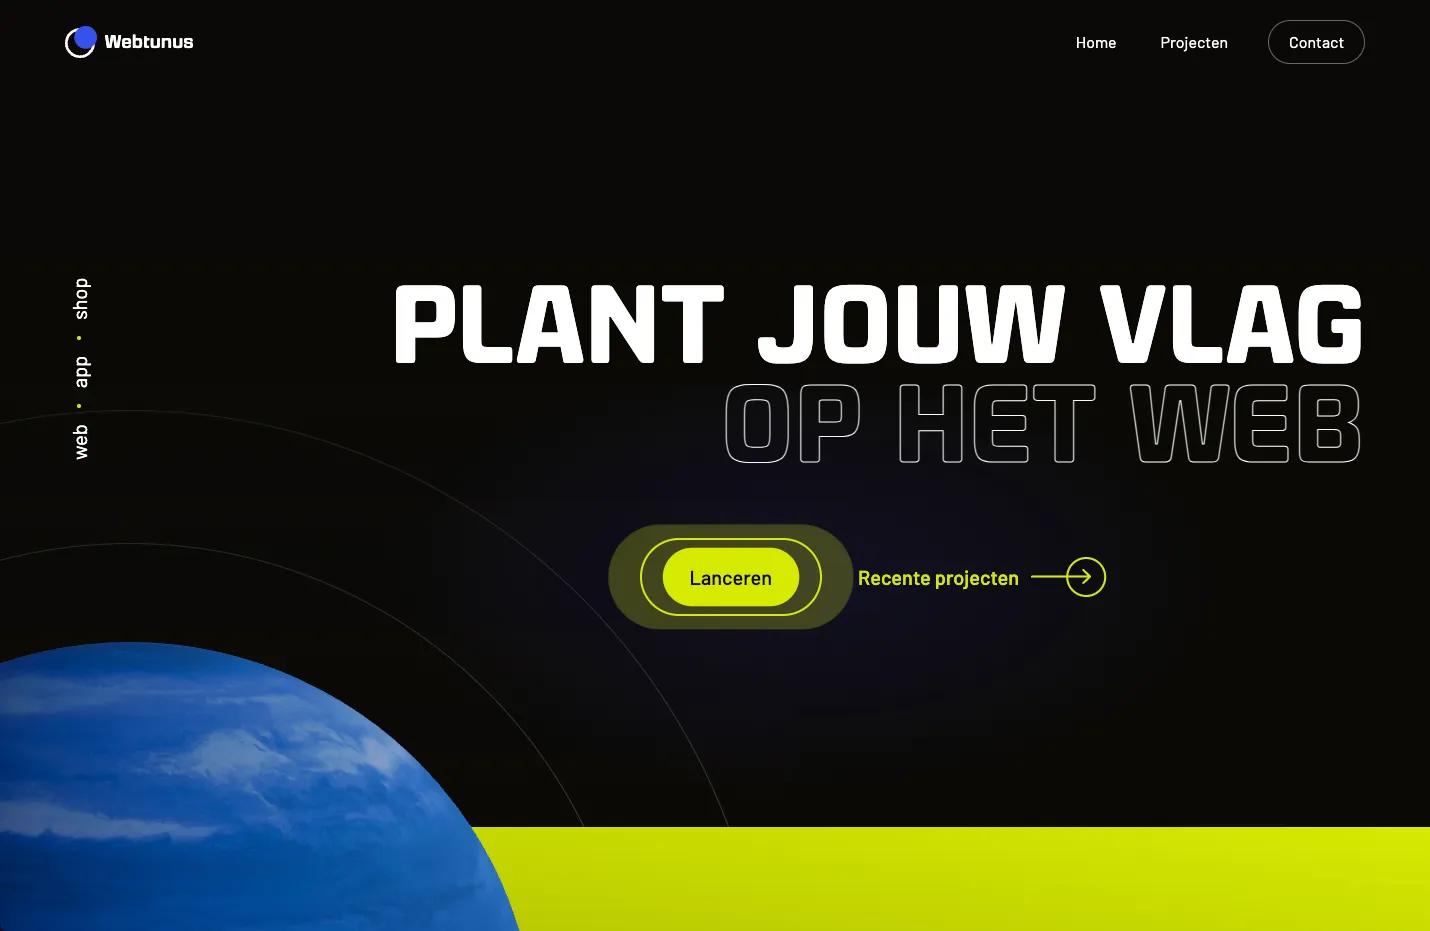 Webtunus
Home
Projecten
Contact
web • app • shop
PLANT JOUW VLAG
OP HET WEB
Lanceren
Recente projecten